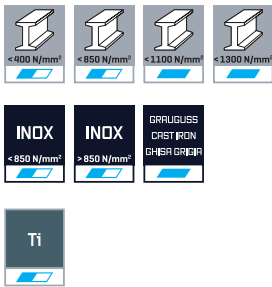 <400 N/mm² <850 N/mm² <1100 N/mm² <1300 N/mm²
INOX INOX GRAUGUSS
CAST IRON
GHISA GRIGIA
<850 N/mm² >850 N/mm²
Ti